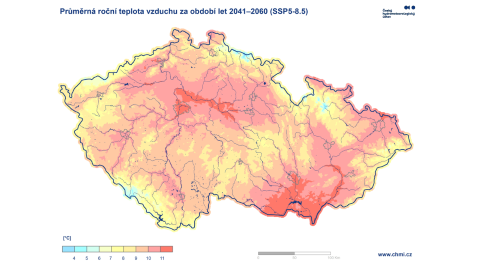 Průměrná roční teplota vzduchu za období let 2041–2060 (SSP5-8.5)
Český
hydrometeorologický
ústav
[°C]
4 5 6 7 8 9 10 11
www.chmi.cz